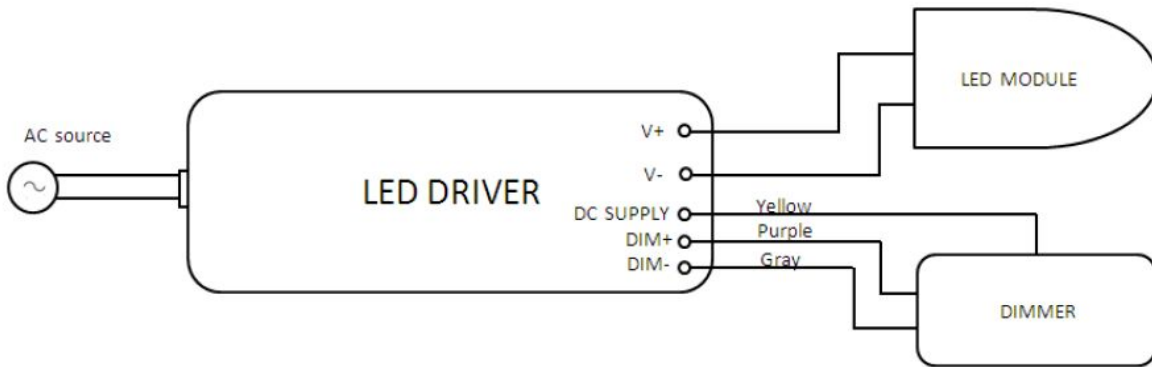 LED MODULE
AC source
V+
LED DRIVER
V-
DC SUPPLY
Yellow
DIM+
Purple
DIM-
Gray
DIMMER